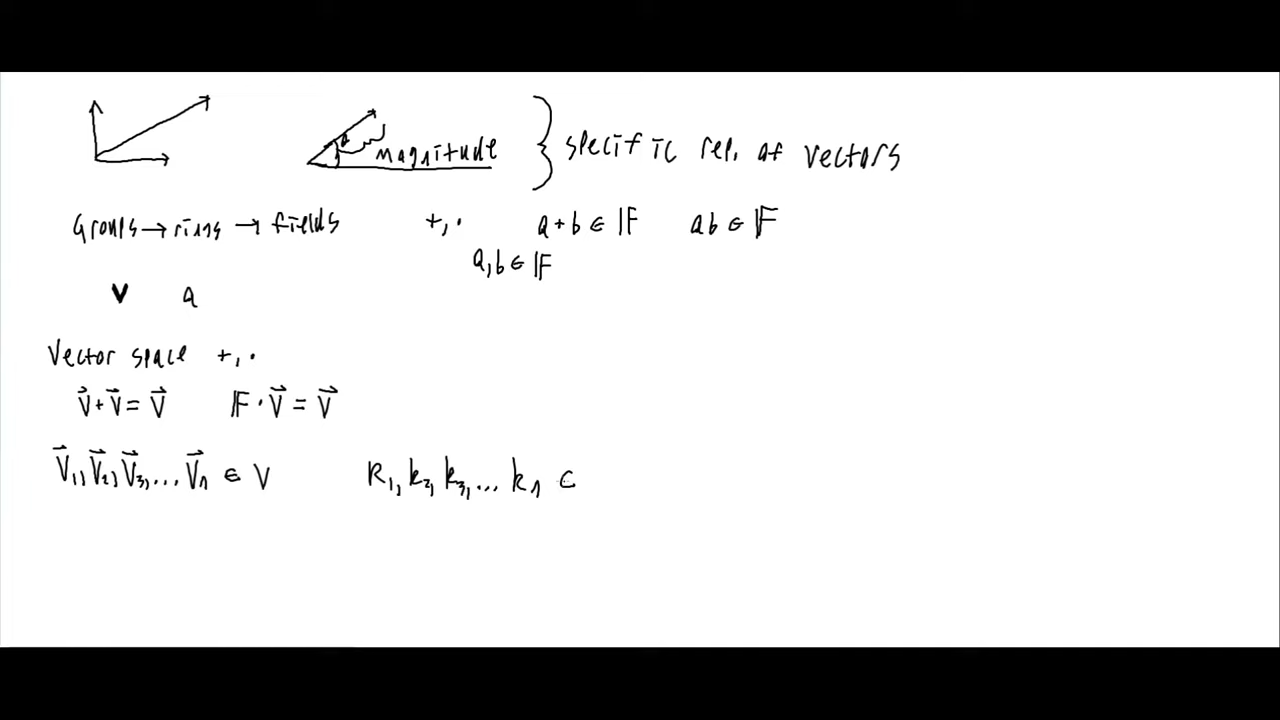 a magnitude } specific rep. of vectors
Groups → rings → fields +, · a + b ∈ 𝔽 ab ∈ 𝔽
a, b ∈ 𝔽
v a
Vector space +, ·
v⃗ + v⃗ = v⃗ 𝔽 · v⃗ = v⃗
v⃗₁, v⃗₂, v⃗₃, ... v⃗ₙ ∈ V k₁, k₂, k₃, ... kₙ ∈